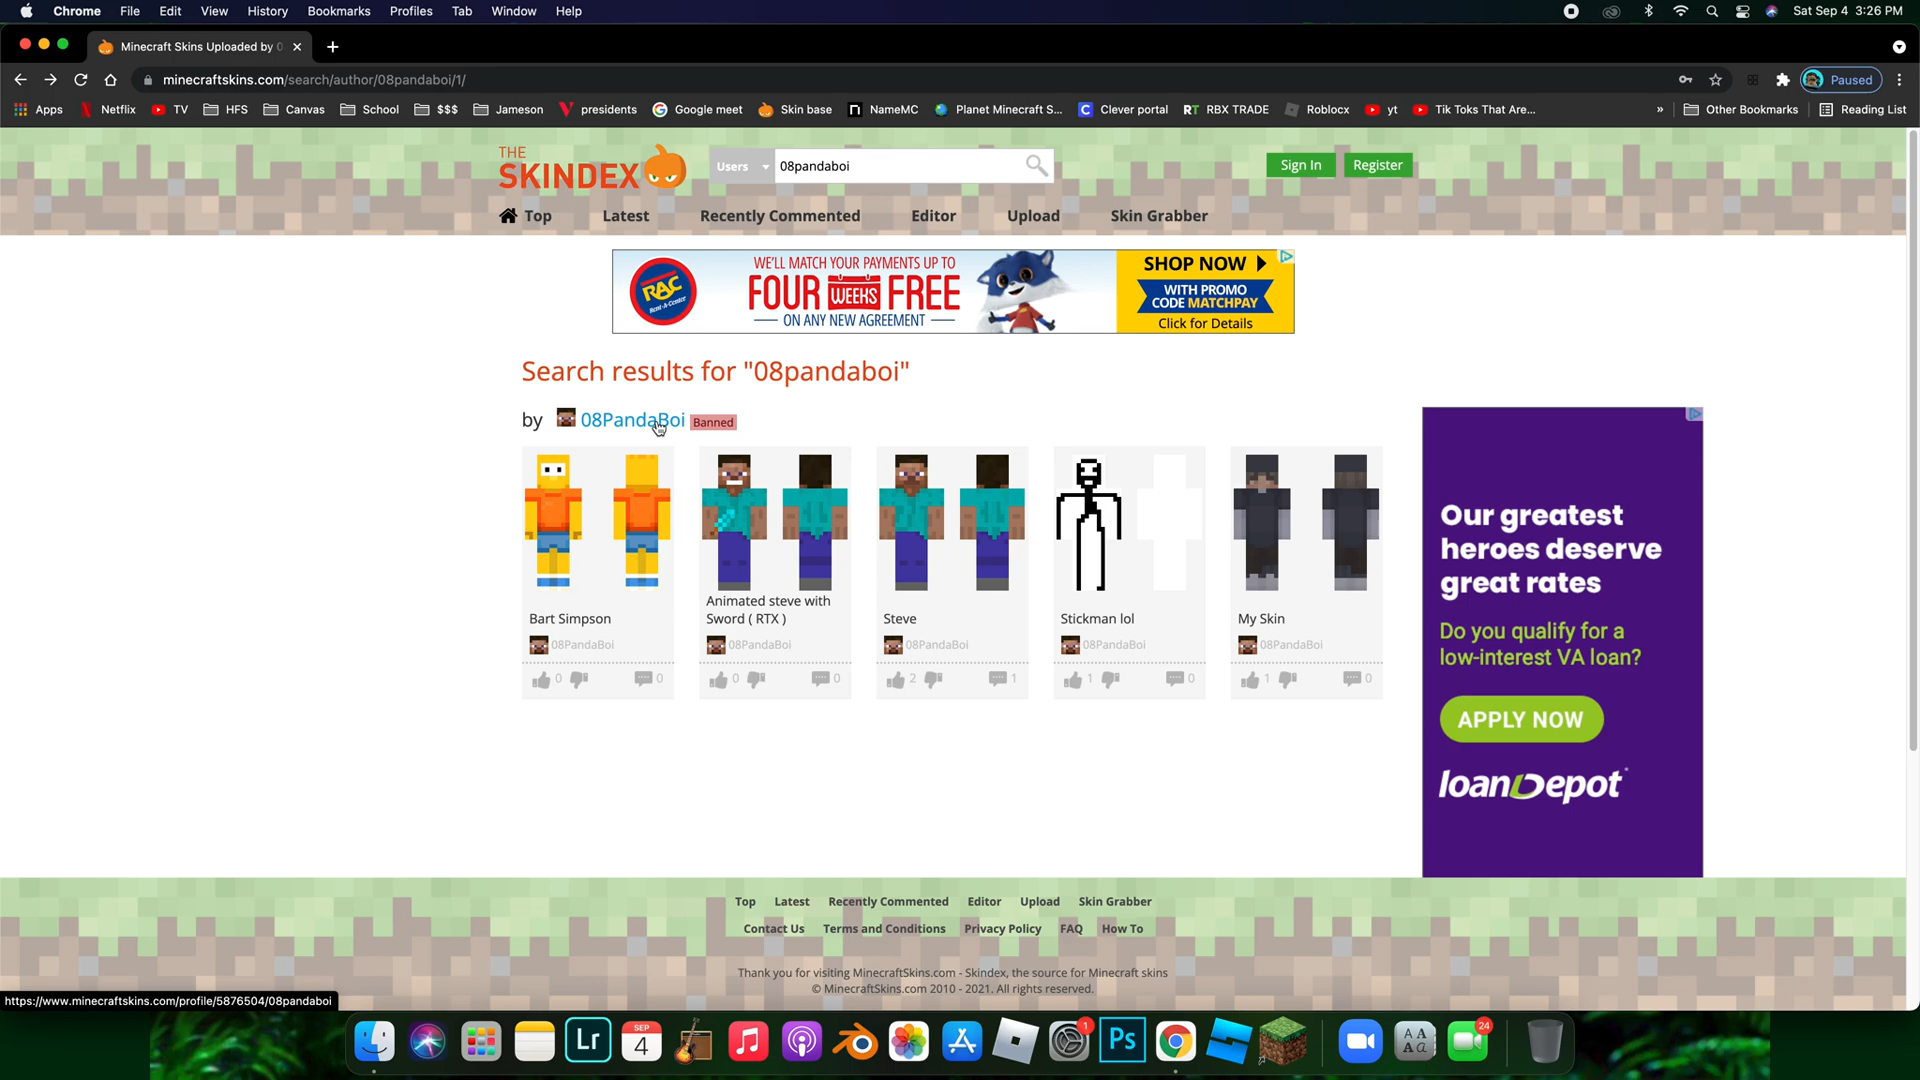 Chrome File Edit View History Bookmarks Profiles Tab Window Help Sat Sep 4 3:26 PM
Minecraft Skins Uploaded by 0
minecraftskins.com/search/author/08pandaboi/1/ Paused
Apps Netflix TV HFS Canvas School $$$ Jameson presidents Google meet Skin base NameMC Planet Minecraft S... Clever portal RT RBX TRADE Roblocx yt Tik Toks That Are... » Other Bookmarks Reading List
THE
SKINDEX
Users 08pandaboi
Sign In Register
Top Latest Recently Commented Editor Upload Skin Grabber
RAC
Rent-A-Center
WE'LL MATCH YOUR PAYMENTS UP TO
FOUR WEEKS FREE
ON ANY NEW AGREEMENT
SHOP NOW
WITH PROMO
CODE MATCHPAY
Click for Details
Search results for "08pandaboi"
by 08PandaBoi Banned
Bart Simpson
08PandaBoi
0 0
Animated steve with
Sword ( RTX )
08PandaBoi
0 0
Steve
08PandaBoi
2 1
Stickman lol
08PandaBoi
1 0
My Skin
08PandaBoi
1 0
Our greatest
heroes deserve
great rates
Do you qualify for a
low-interest VA loan?
APPLY NOW
loanDepot
Top Latest Recently Commented Editor Upload Skin Grabber
Contact Us Terms and Conditions Privacy Policy FAQ How To
Thank you for visiting MinecraftSkins.com - Skindex, the source for Minecraft skins
© MinecraftSkins.com 2010 - 2021. All rights reserved.
https://www.minecraftskins.com/profile/5876504/08pandaboi
Lr
SEP
4
1
Ps
24